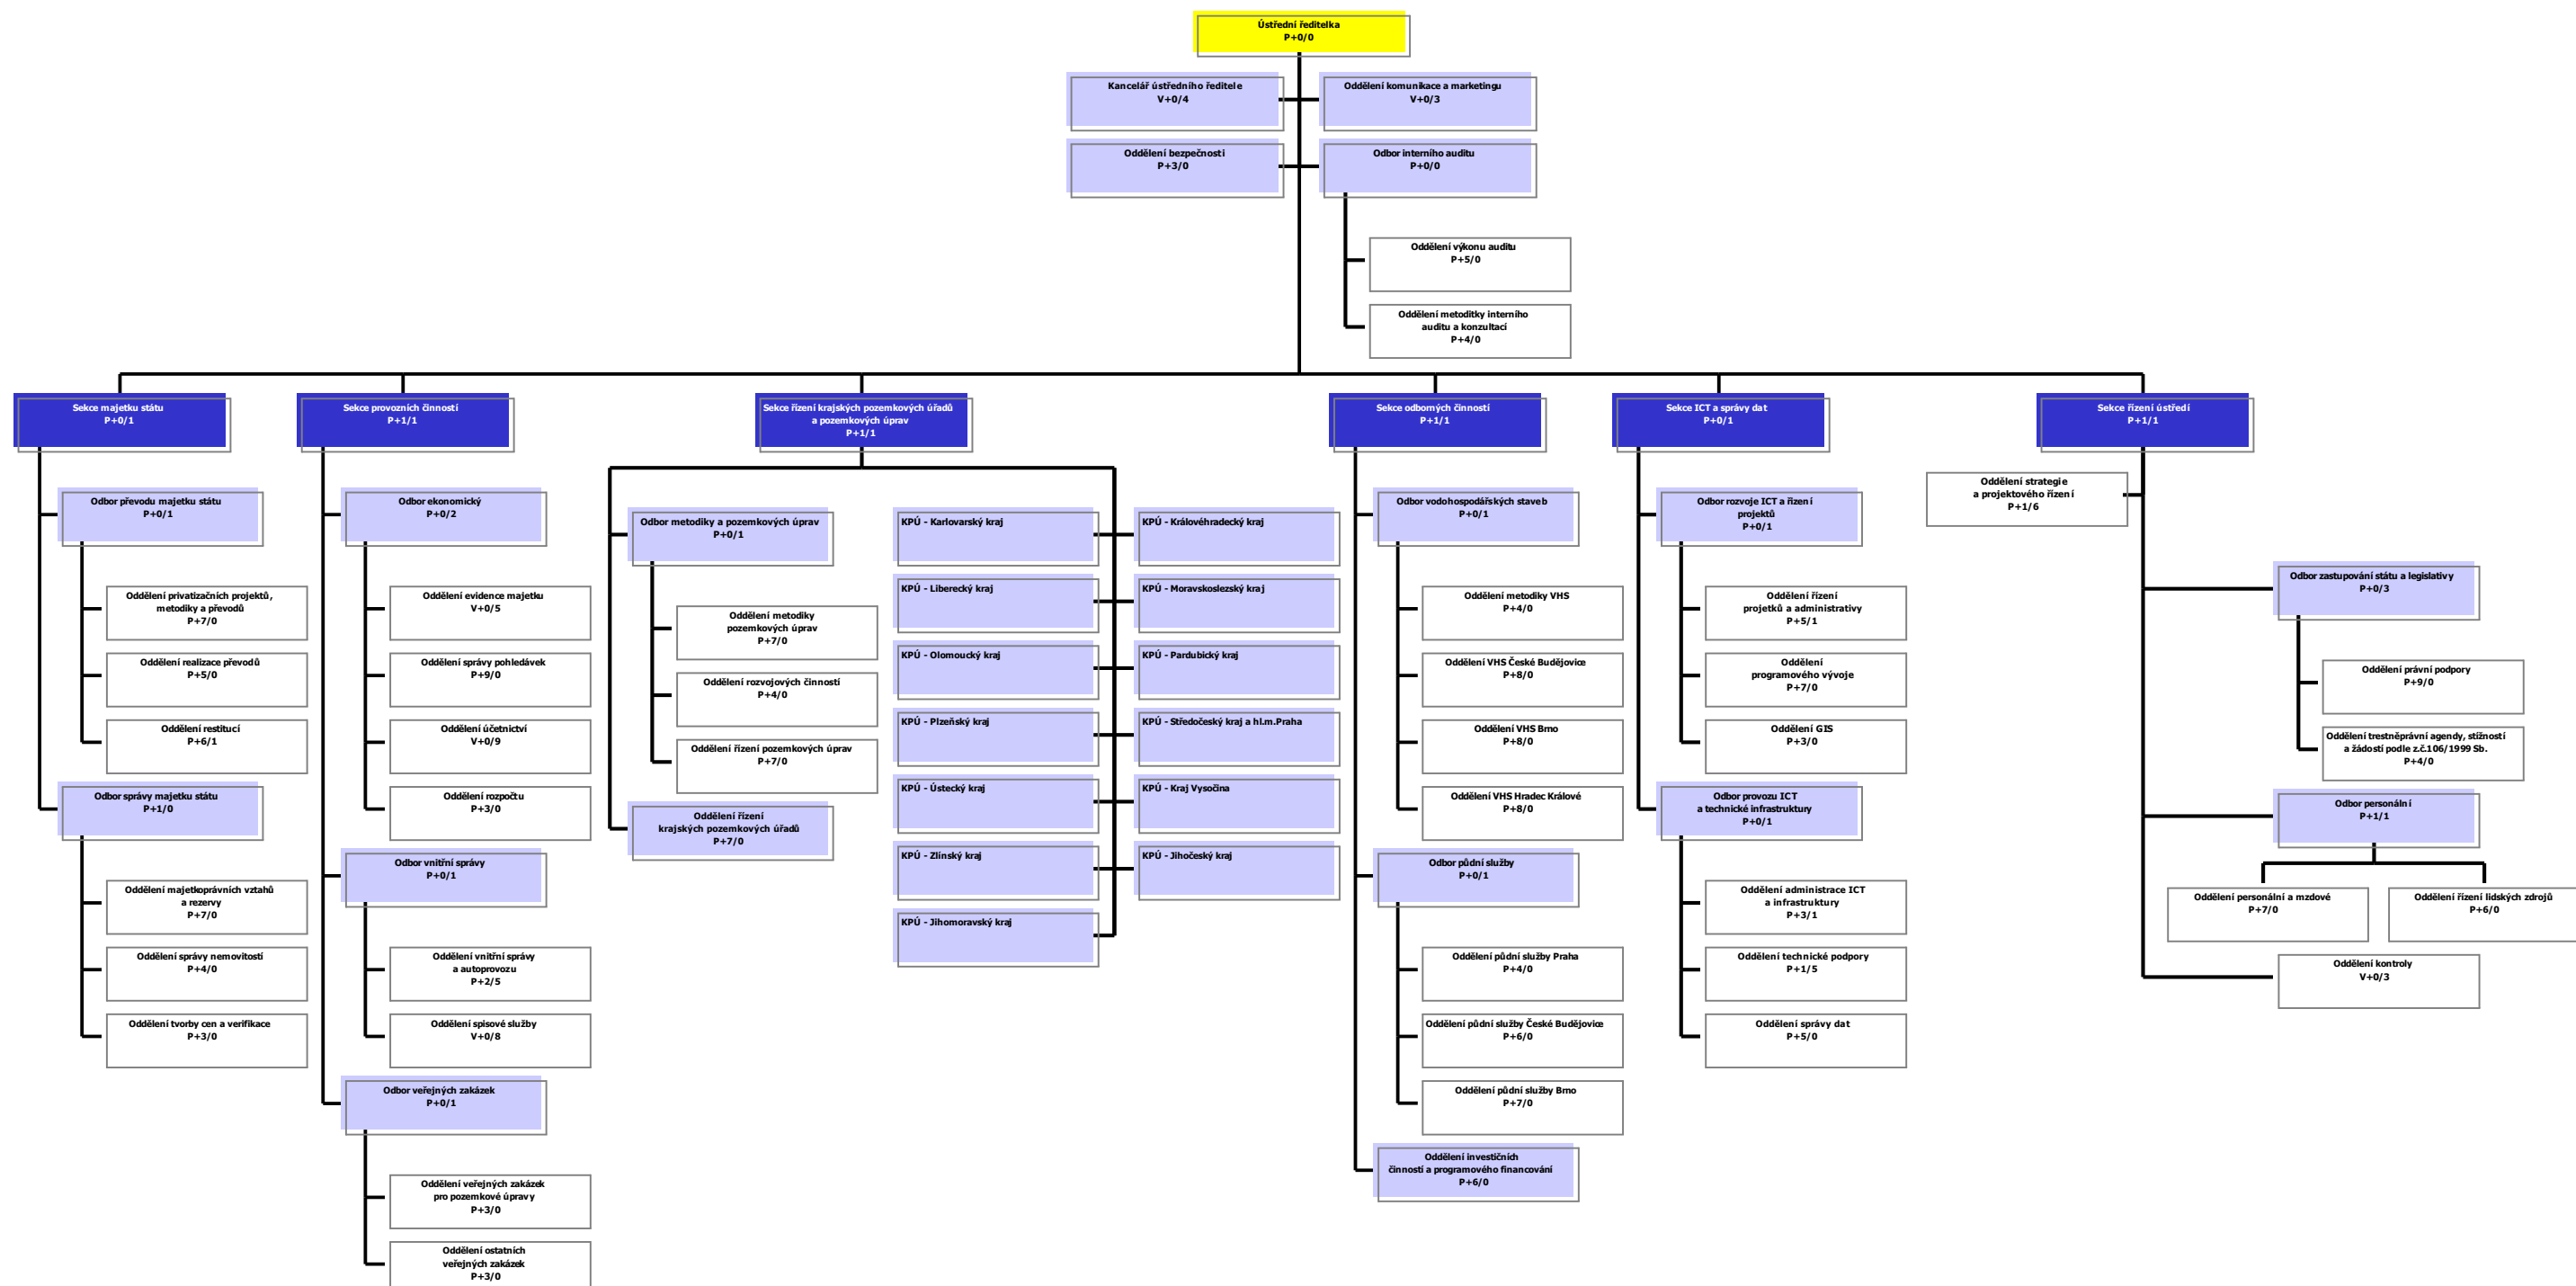 Ústřední ředitelka
P+0/0
Kancelář ústředního ředitele
V+0/4
Oddělení komunikace a marketingu
V+0/3
Oddělení bezpečnosti
P+3/0
Odbor interního auditu
P+0/0
Oddělení výkonu auditu
P+5/0
Oddělení metoditky interního
auditu a konzultací
P+4/0
Sekce majetku státu
P+0/1
Odbor převodu majetku státu
P+0/1
Oddělení privatizačních projektů,
metodiky a převodů
P+7/0
Oddělení realizace převodů
P+5/0
Oddělení restitucí
P+6/1
Odbor správy majetku státu
P+1/0
Oddělení majetkoprávních vztahů
a rezervy
P+7/0
Oddělení správy nemovitostí
P+4/0
Oddělení tvorby cen a verifikace
P+3/0
Sekce provozních činností
P+1/1
Odbor ekonomický
P+0/2
Oddělení evidence majetku
V+0/5
Oddělení správy pohledávek
P+9/0
Oddělení účetnictví
V+0/9
Oddělení rozpočtu
P+3/0
Odbor vnitřní správy
P+0/1
Oddělení vnitřní správy
a autoprovozu
P+2/5
Oddělení spisové služby
V+0/8
Odbor veřejných zakázek
P+0/1
Oddělení veřejných zakázek
pro pozemkové úpravy
P+3/0
Oddělení ostatních
veřejných zakázek
P+3/0
Sekce řízení krajských pozemkových úřadů
a pozemkových úprav
P+1/1
Odbor metodiky a pozemkových úprav
P+0/1
Oddělení metodiky
pozemkových úprav
P+7/0
Oddělení rozvojových činností
P+4/0
Oddělení řízení pozemkových úprav
P+7/0
Oddělení řízení
krajských pozemkových úřadů
P+7/0
KPÚ - Karlovarský kraj
KPÚ - Královéhradecký kraj
KPÚ - Liberecký kraj
KPÚ - Moravskoslezský kraj
KPÚ - Olomoucký kraj
KPÚ - Pardubický kraj
KPÚ - Plzeňský kraj
KPÚ - Středočeský kraj a hl.m.Praha
KPÚ - Ústecký kraj
KPÚ - Kraj Vysočina
KPÚ - Zlínský kraj
KPÚ - Jihočeský kraj
KPÚ - Jihomoravský kraj
Sekce odborných činností
P+1/1
Odbor vodohospodářských staveb
P+0/1
Oddělení metodiky VHS
P+4/0
Oddělení VHS České Budějovice
P+8/0
Oddělení VHS Brno
P+8/0
Oddělení VHS Hradec Králové
P+8/0
Odbor půdní služby
P+0/1
Oddělení půdní služby Praha
P+4/0
Oddělení půdní služby České Budějovice
P+6/0
Oddělení půdní služby Brno
P+7/0
Oddělení investičních
činností a programového financování
P+6/0
Sekce ICT a správy dat
P+0/1
Odbor rozvoje ICT a řízení
projektů
P+0/1
Oddělení řízení
projetků a administrativy
P+5/1
Oddělení
programového vývoje
P+7/0
Oddělení GIS
P+3/0
Odbor provozu ICT
a technické infrastruktury
P+0/1
Oddělení administrace ICT
a infrastruktury
P+3/1
Oddělení technické podpory
P+1/5
Oddělení správy dat
P+5/0
Sekce řízení ústředí
P+1/1
Oddělení strategie
a projektového řízení
P+1/6
Odbor zastupování státu a legislativy
P+0/3
Oddělení právní podpory
P+9/0
Oddělení trestněprávní agendy, stížností
a žádostí podle z.č.106/1999 Sb.
P+4/0
Odbor personální
P+1/1
Oddělení personální a mzdové
P+7/0
Oddělení řízení lidských zdrojů
P+6/0
Oddělení kontroly
V+0/3